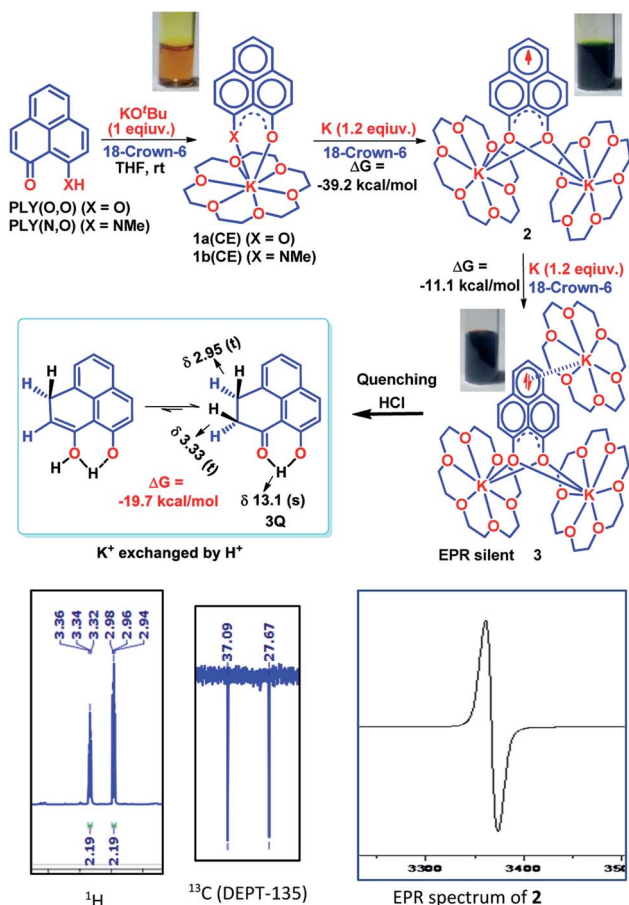 KOᵗBu
(1 eqiuv.)
18-Crown-6
THF, rt
O
XH
PLY(O,O) (X = O)
PLY(N,O) (X = NMe)
X
O
K
O
O
O
O
O
O
1a(CE) (X = O)
1b(CE) (X = NMe)
K (1.2 eqiuv.)
18-Crown-6
ΔG =
-39.2 kcal/mol
O
O
K
K
O
O
O
O
O
O
O
O
O
O
O
O
2
ΔG =
-11.1 kcal/mol
K (1.2 eqiuv.)
18-Crown-6
O
O
O
K
O
O
O
O
O
K
K
O
O
O
O
O
O
O
O
O
O
O
O
EPR silent 3
Quenching
HCl
H
H
H
O
O
H
H
ΔG =
-19.7 kcal/mol
δ 2.95 (t)
H
H
H
H
δ 3.33 (t)
O
O
H
δ 13.1 (s)
3Q
K⁺ exchanged by H⁺
3.36
3.34
3.32
2.98
2.96
2.94
2.19
2.19
¹H
37.09
27.67
¹³C (DEPT-135)
3300
3400
350
EPR spectrum of 2